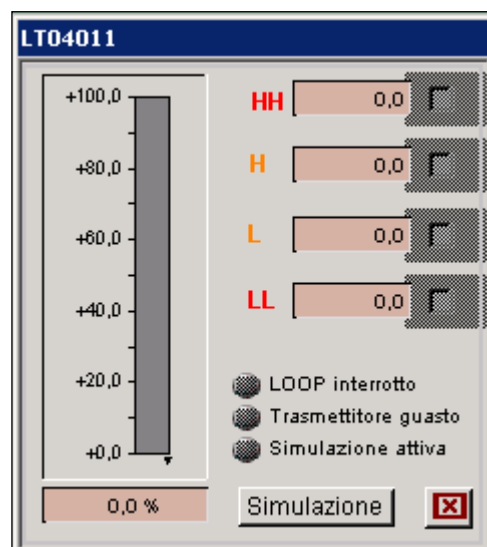 LT04011
+100,0
+80,0
+60,0
+40,0
+20,0
+0,0
0,0 %
HH 0,0
H 0,0
L 0,0
LL 0,0
LOOP interrotto
Trasmettitore guasto
Simulazione attiva
Simulazione